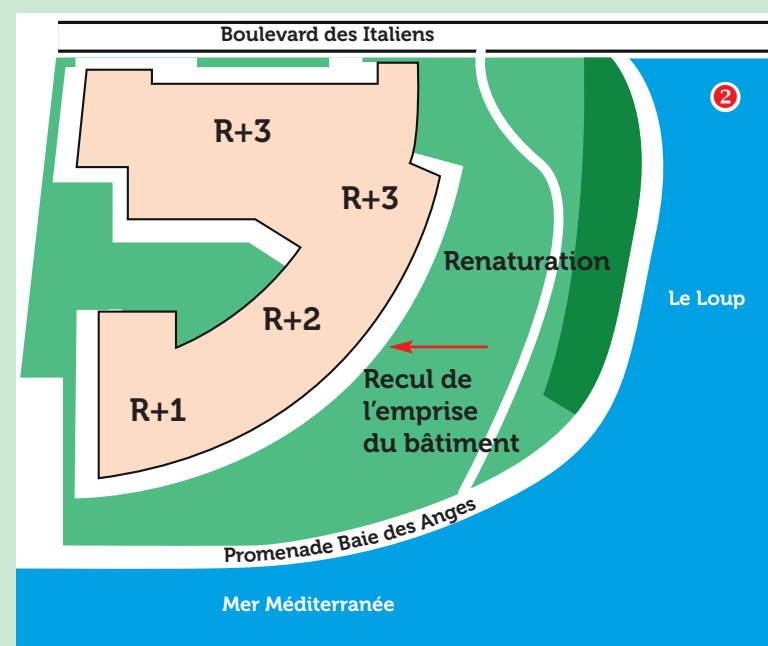 Boulevard des Italiens
2
R+3
R+3
Renaturation
Le Loup
R+2
Recul de
l'emprise
du bâtiment
R+1
Promenade Baie des Anges
Mer Méditerranée